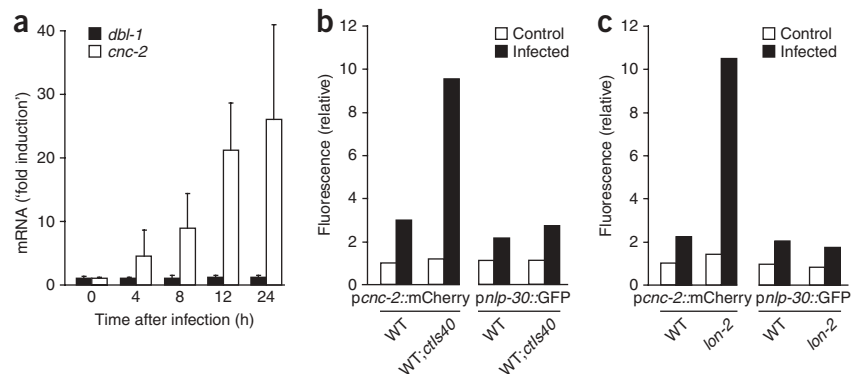 a
dbl-1
cnc-2
mRNA ('fold induction')
40
30
20
10
0
0 4 8 12 24
Time after infection (h)
b
Control
Infected
Fluorescence (relative)
12
10
8
6
4
2
0
pcnc-2::mCherry pnlp-30::GFP
WT
WT;ctIs40
WT
WT;ctIs40
c
Control
Infected
Fluorescence (relative)
12
10
8
6
4
2
0
pcnc-2::mCherry pnlp-30::GFP
WT
lon-2
WT
lon-2